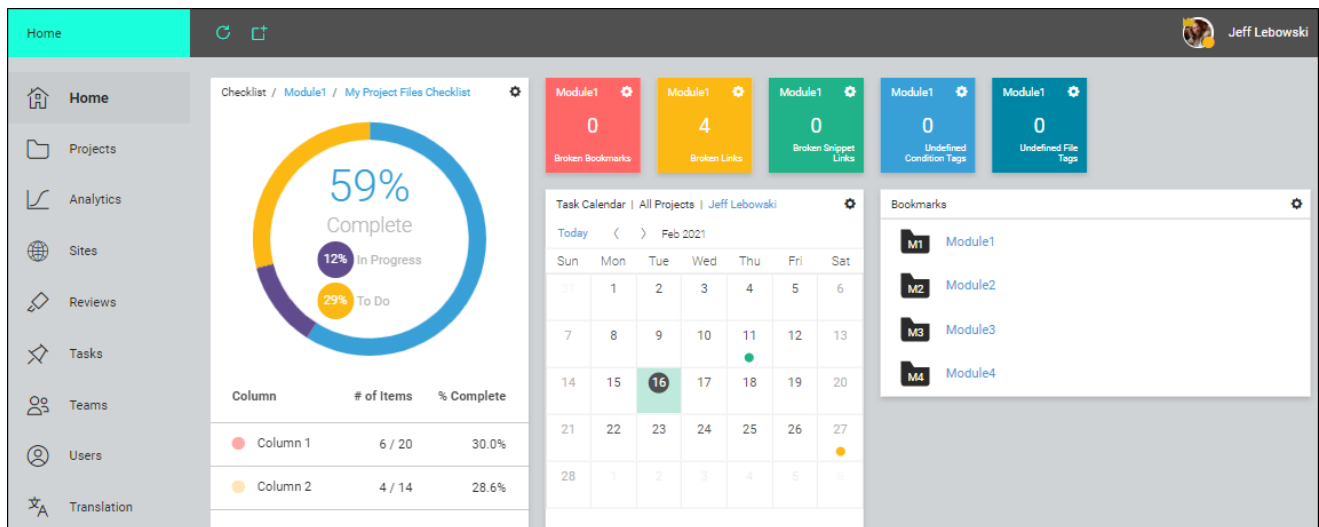 Home
Jeff Lebowski
Home
Projects
Analytics
Sites
Reviews
Tasks
Teams
Users
Translation
Checklist / Module1 / My Project Files Checklist
59%
Complete
12% In Progress
29% To Do
Column # of Items % Complete
Column 1 6 / 20 30.0%
Column 2 4 / 14 28.6%
Module1
0
Broken Bookmarks
Module1
4
Broken Links
Module1
0
Broken Snippet
Links
Module1
0
Undefined
Condition Tags
Module1
0
Undefined File
Tags
Task Calendar | All Projects | Jeff Lebowski
Today < > Feb 2021
Sun Mon Tue Wed Thu Fri Sat
31 1 2 3 4 5 6
7 8 9 10 11 12 13
14 15 16 17 18 19 20
21 22 23 24 25 26 27
28 1 2 3 4 5 6
Bookmarks
M1 Module1
M2 Module2
M3 Module3
M4 Module4